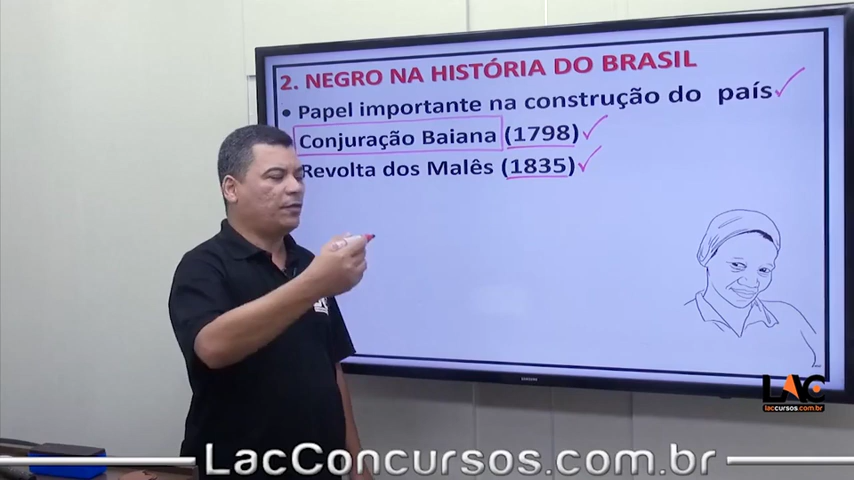 2. NEGRO NA HISTÓRIA DO BRASIL
• Papel importante na construção do país
Conjuração Baiana (1798)
Revolta dos Malês (1835)
SAMSUNG
LAC
laccursos.com.br
LacConcursos.com.br